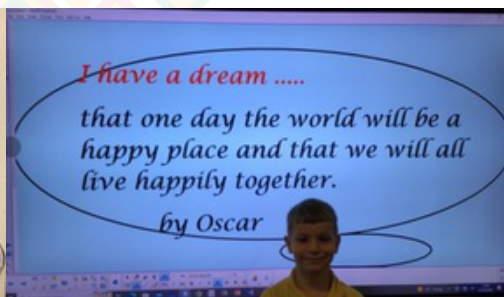 I have a dream .....
that one day the world will be a
happy place and that we will all
live happily together.
by Oscar